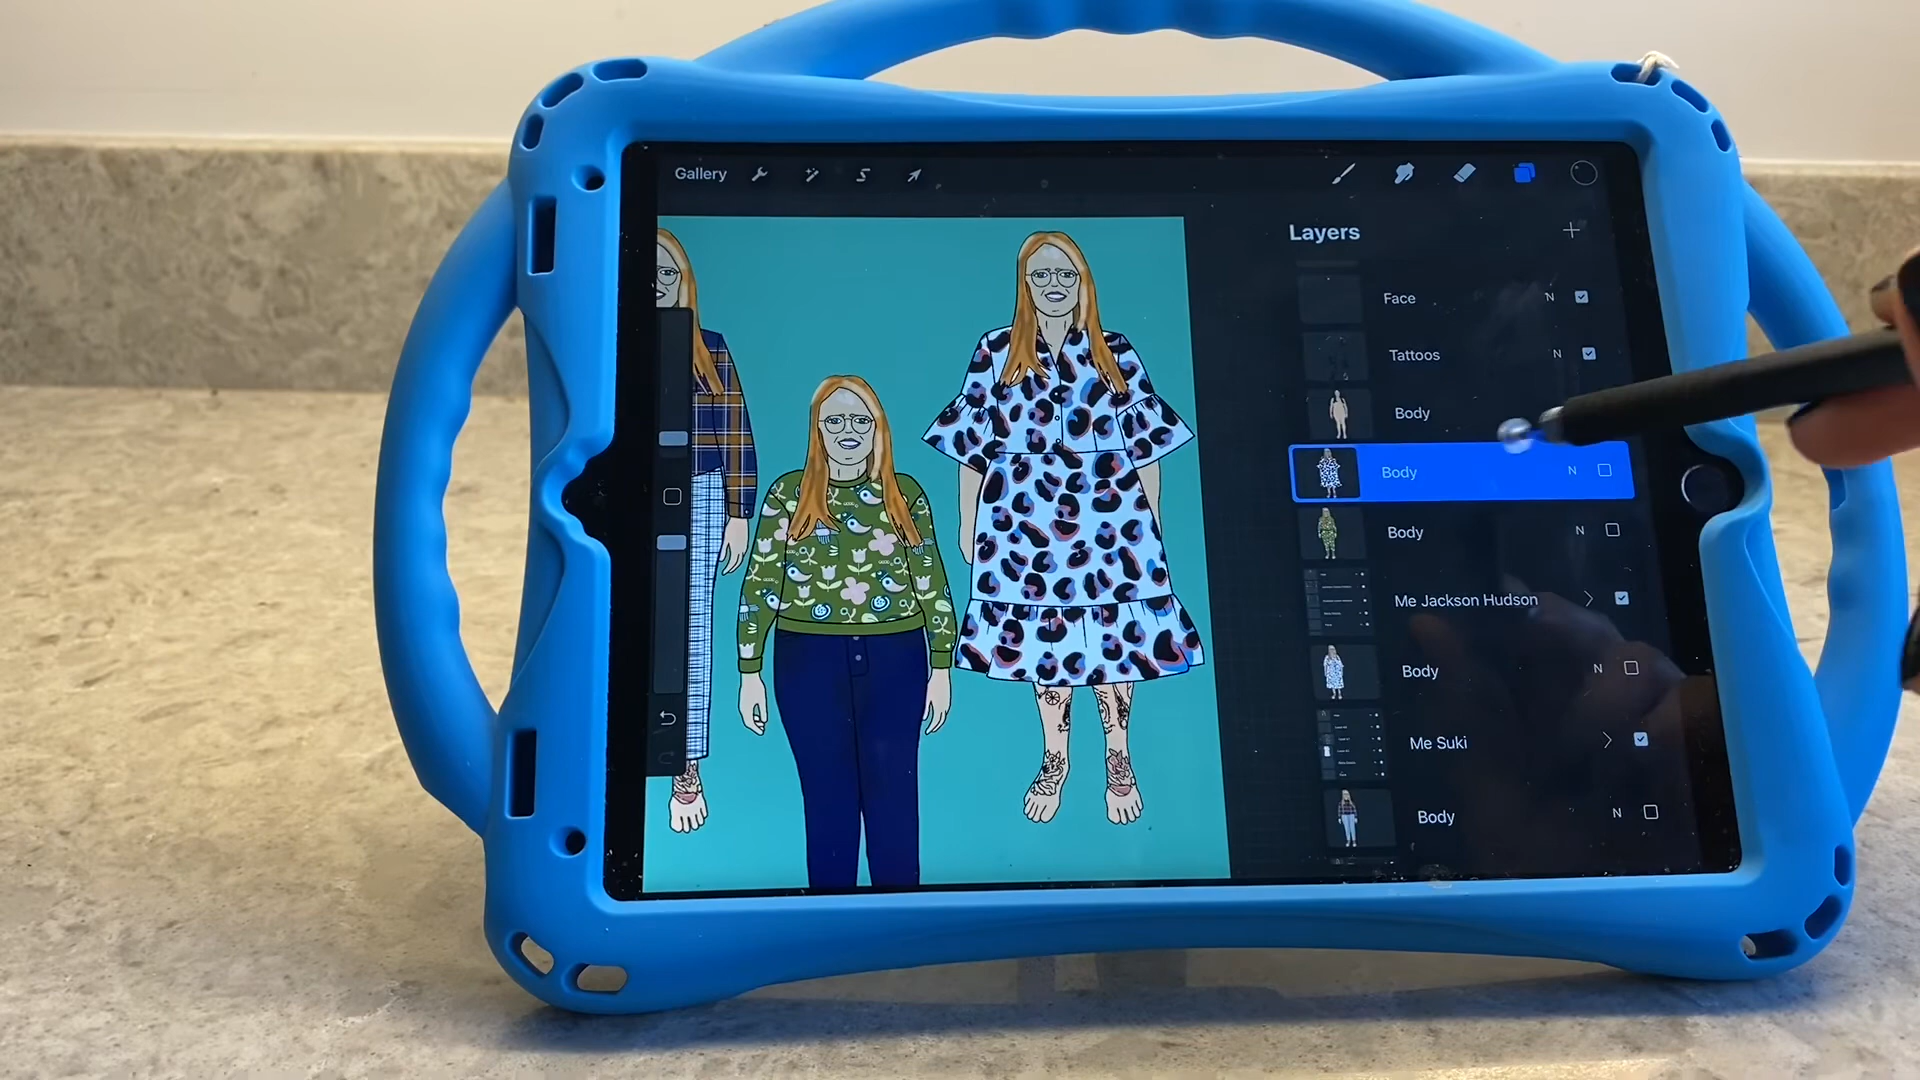 Gallery
Layers
Face N
Tattoos N
Body
Body N
Body N
Me Jackson Hudson
Body N
Me Suki
Body N